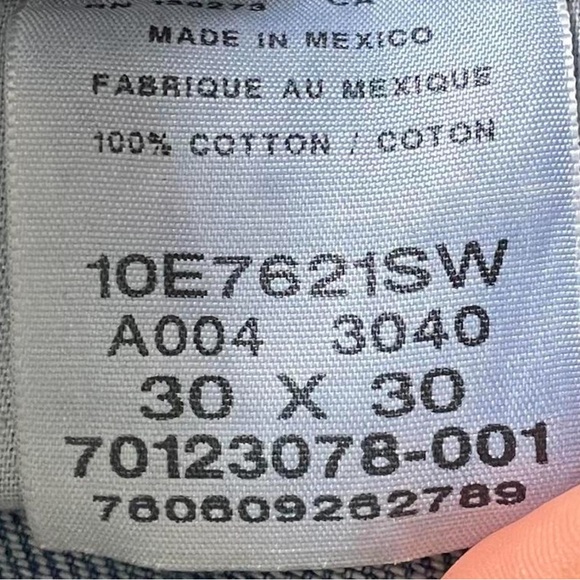 MADE IN MEXICO
FABRIQUE AU MEXIQUE
100% COTTON / COTON
10E7621SW
A004 3040
30 X 30
70123078-001
760609262789